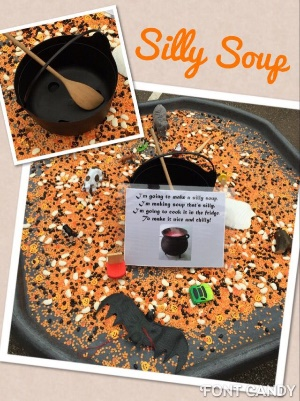 Silly Soup
I'm going to make a silly soup
I'm making soup that's silly.
I'm going to cook it in the fridge
To make it nice and chilly!
FONT CANDY